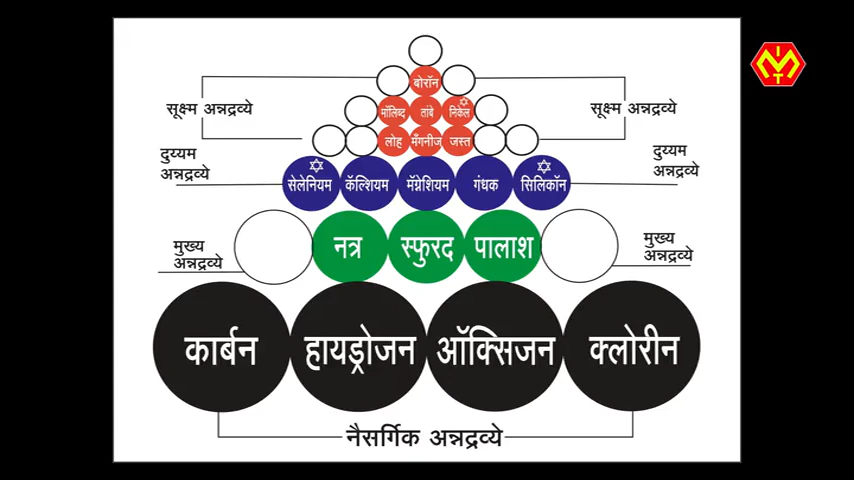 बोरॉन
मॉलिब्द तांबे निकेल
सूक्ष्म अन्नद्रव्ये
सूक्ष्म अन्नद्रव्ये
लोह मँगनीज जस्त
दुय्यम
अन्नद्रव्ये
दुय्यम
अन्नद्रव्ये
सेलेनियम कॅल्शियम मॅग्नेशियम गंधक सिलिकॉन
मुख्य
अन्नद्रव्ये
नत्र स्फुरद पालाश
मुख्य
अन्नद्रव्ये
कार्बन हायड्रोजन ऑक्सिजन क्लोरीन
नैसर्गिक अन्नद्रव्ये